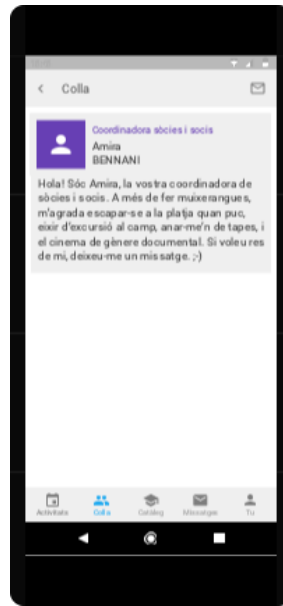 Colla
Coordinadora sòcies i socis
Amira
BENNANI
Hola! Sóc Amira, la vostra coordinadora de
sòcies i socis. A més de fer muixerangues,
m'agrada escapar-se a la platja quan puc,
eixir d'excursió al camp, anar-me'n de tapes, i
el cinema de gènere documental. Si voleu res
de mi, deixeu-me un missatge. ;-)
Activitats Colla Catàleg Missatges Tu